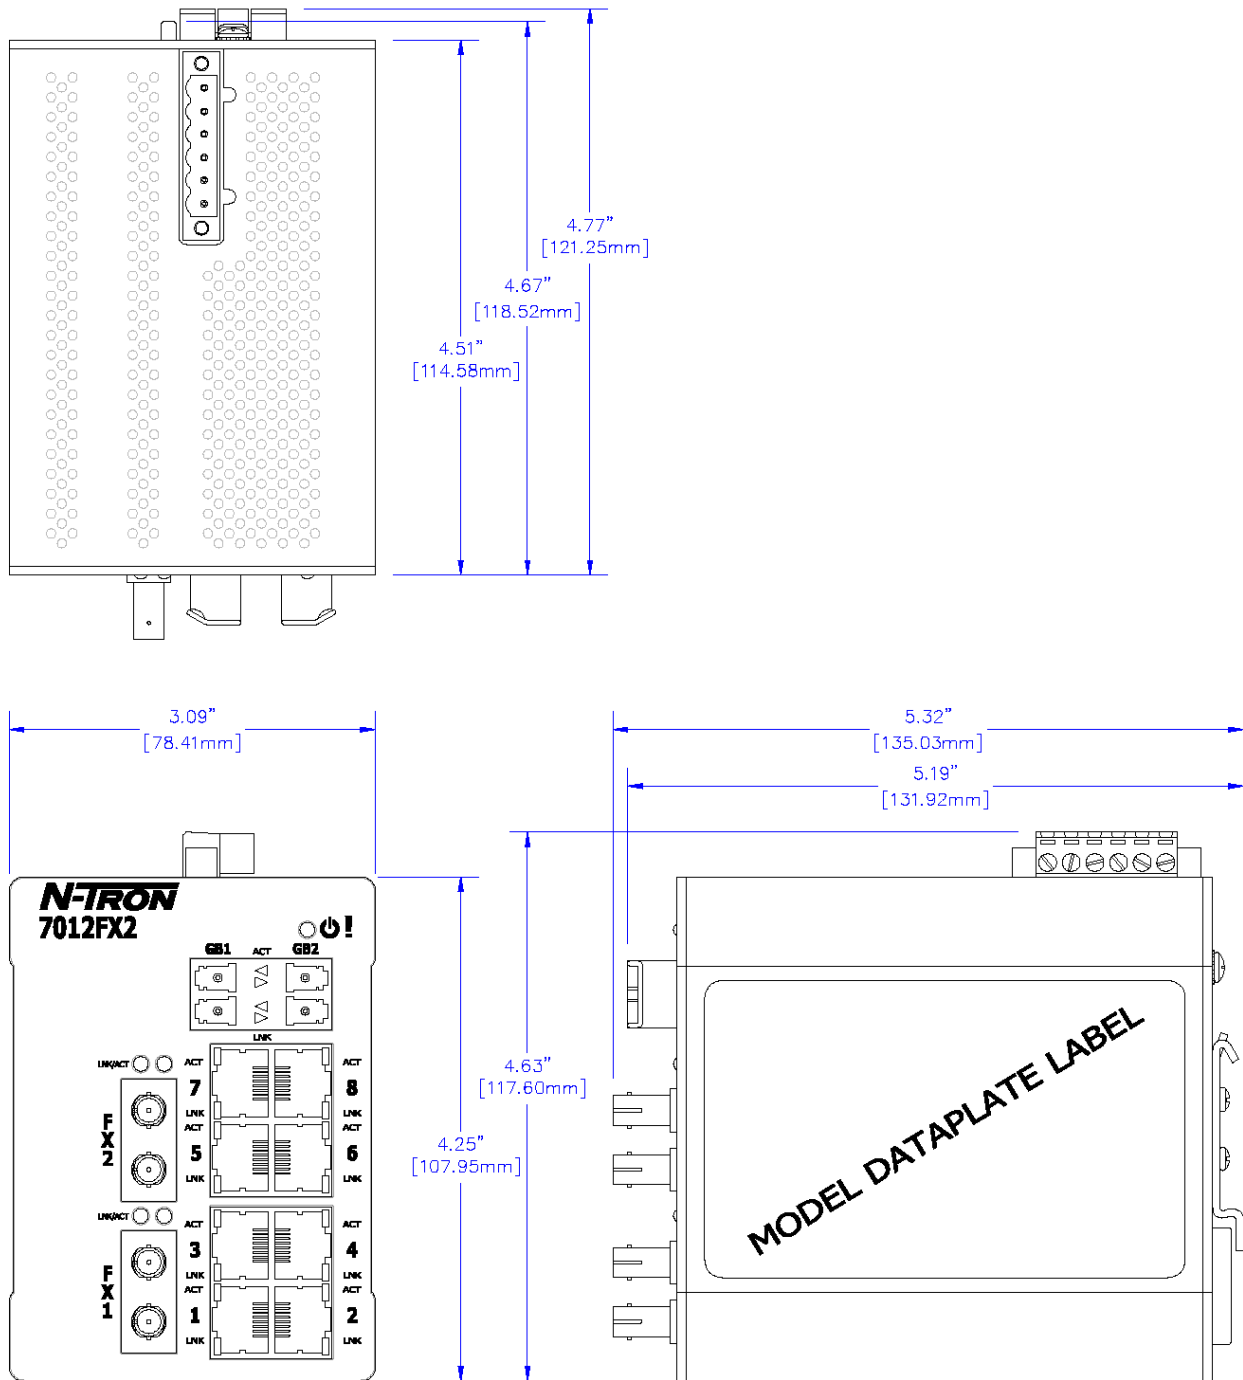 4.77”
[121.25mm]
4.67”
[118.52mm]
4.51”
[114.58mm]
3.09”
[78.41mm]
5.32”
[135.03mm]
5.19”
[131.92mm]
N-TRON
7012FX2
!
GB1 ACT GB2
LNK
LNK/ACT
ACT ACT
7 8
LNK LNK
FX2
ACT ACT
5 6
LNK LNK
LNK/ACT
ACT ACT
3 4
LNK LNK
FX1
ACT ACT
1 2
LNK LNK
4.63”
[117.60mm]
4.25”
[107.95mm]
MODEL DATAPLATE LABEL